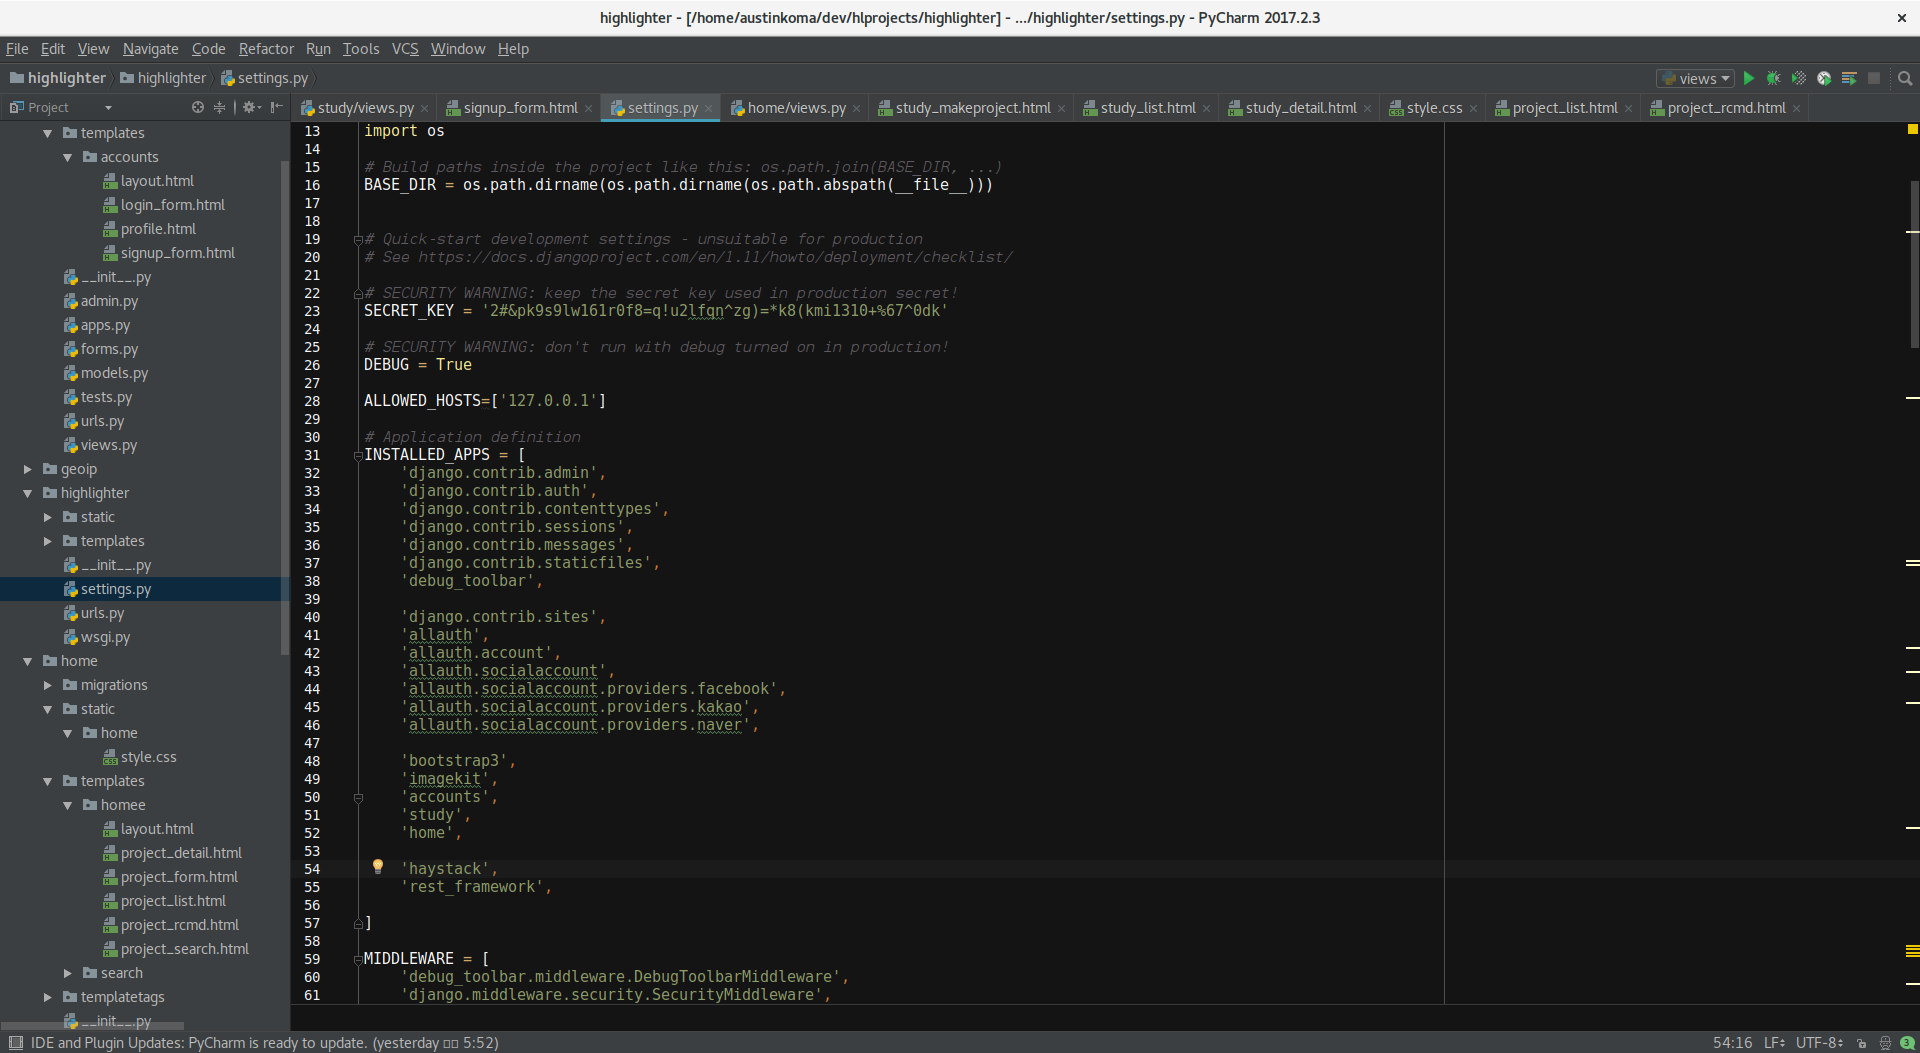 highlighter - [/home/austinkoma/dev/hlprojects/highlighter] - .../highlighter/settings.py - PyCharm 2017.2.3
File Edit View Navigate Code Refactor Run Tools VCS Window Help
highlighter highlighter settings.py views
Project
study/views.py signup_form.html settings.py home/views.py study_makeproject.html study_list.html study_detail.html style.css project_list.html project_rcmd.html
templates
accounts
layout.html
login_form.html
profile.html
signup_form.html
__init__.py
admin.py
apps.py
forms.py
models.py
tests.py
urls.py
views.py
geoip
highlighter
static
templates
__init__.py
settings.py
urls.py
wsgi.py
home
migrations
static
home
style.css
templates
homee
layout.html
project_detail.html
project_form.html
project_list.html
project_rcmd.html
project_search.html
search
templatetags
__init__.py
13 import os
14
15 # Build paths inside the project like this: os.path.join(BASE_DIR, ...)
16 BASE_DIR = os.path.dirname(os.path.dirname(os.path.abspath(__file__)))
17
18
19 # Quick-start development settings - unsuitable for production
20 # See https://docs.djangoproject.com/en/1.11/howto/deployment/checklist/
21
22 # SECURITY WARNING: keep the secret key used in production secret!
23 SECRET_KEY = '2#&pk9s9lw161r0f8=q!u2lfqn^zg)=*k8(kmi1310+%67^0dk'
24
25 # SECURITY WARNING: don't run with debug turned on in production!
26 DEBUG = True
27
28 ALLOWED_HOSTS=['127.0.0.1']
29
30 # Application definition
31 INSTALLED_APPS = [
32 'django.contrib.admin',
33 'django.contrib.auth',
34 'django.contrib.contenttypes',
35 'django.contrib.sessions',
36 'django.contrib.messages',
37 'django.contrib.staticfiles',
38 'debug_toolbar',
39
40 'django.contrib.sites',
41 'allauth',
42 'allauth.account',
43 'allauth.socialaccount',
44 'allauth.socialaccount.providers.facebook',
45 'allauth.socialaccount.providers.kakao',
46 'allauth.socialaccount.providers.naver',
47
48 'bootstrap3',
49 'imagekit',
50 'accounts',
51 'study',
52 'home',
53
54 'haystack',
55 'rest_framework',
56
57 ]
58
59 MIDDLEWARE = [
60 'debug_toolbar.middleware.DebugToolbarMiddleware',
61 'django.middleware.security.SecurityMiddleware',
IDE and Plugin Updates: PyCharm is ready to update. (yesterday 5:52) 54:16 LF UTF-8 3